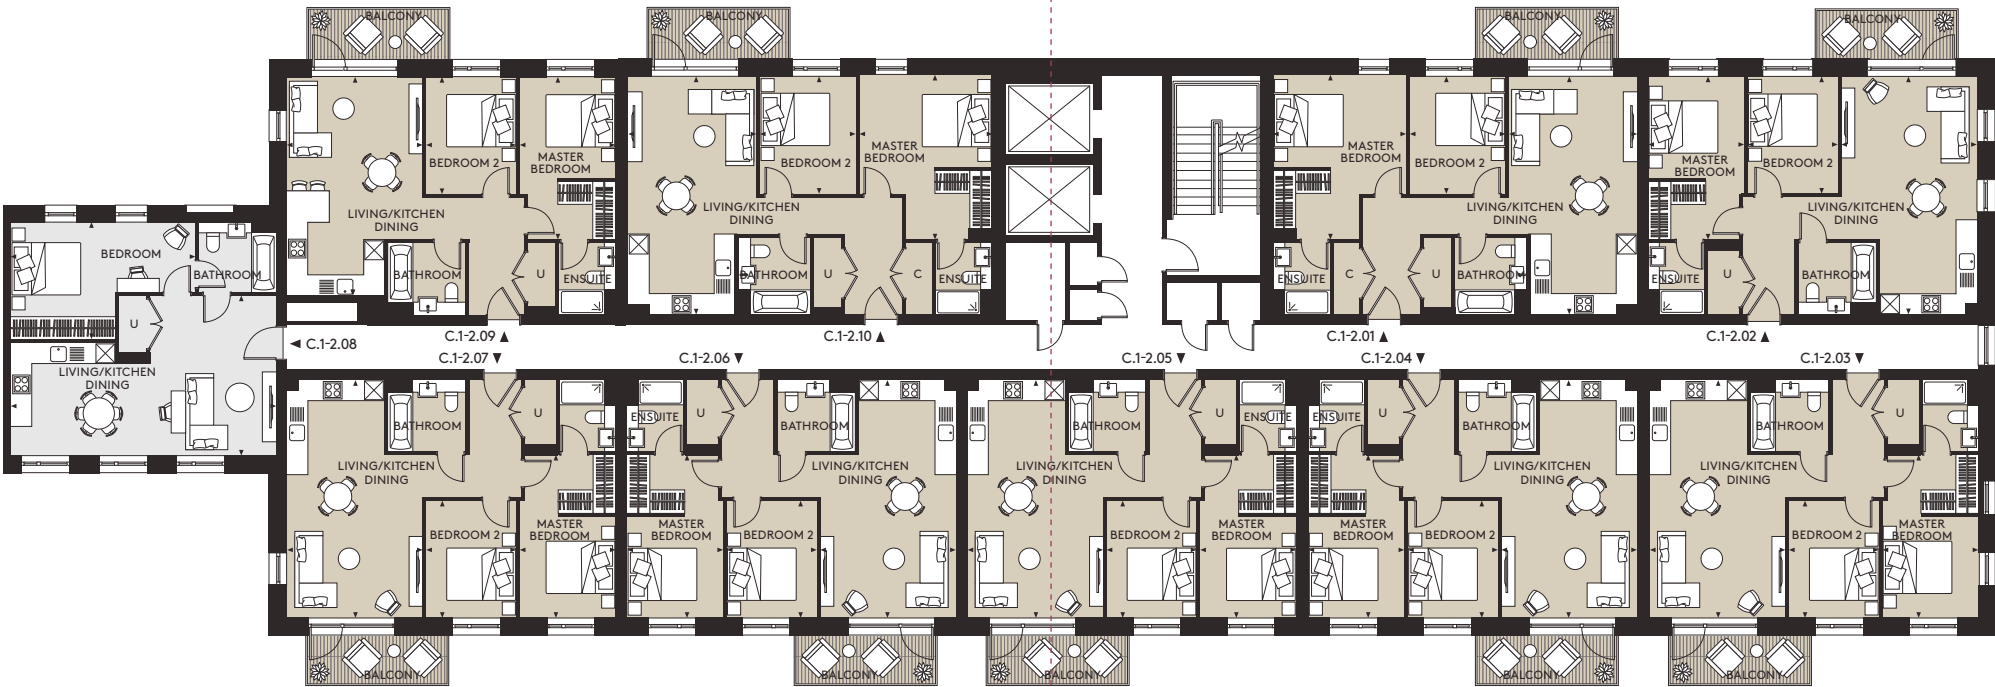 BALCONY
BALCONY
BALCONY
BALCONY
BEDROOM 2
MASTER
BEDROOM
LIVING/KITCHEN
DINING
BATHROOM
U
ENSUITE
BEDROOM 2
MASTER
BEDROOM
LIVING/KITCHEN
DINING
BATHROOM
U
C
ENSUITE
MASTER
BEDROOM
BEDROOM 2
LIVING/KITCHEN
DINING
ENSUITE
C
U
BATHROOM
MASTER
BEDROOM
BEDROOM 2
LIVING/KITCHEN
DINING
ENSUITE
U
BATHROOM
BEDROOM
BATHROOM
U
LIVING/KITCHEN
DINING
C.1-2.08
C.1-2.09
C.1-2.10
C.1-2.01
C.1-2.02
C.1-2.07
C.1-2.06
C.1-2.05
C.1-2.04
C.1-2.03
BATHROOM
U
LIVING/KITCHEN
DINING
BEDROOM 2
MASTER
BEDROOM
ENSUITE
U
BATHROOM
LIVING/KITCHEN
DINING
MASTER
BEDROOM
BEDROOM 2
BATHROOM
U
ENSUITE
LIVING/KITCHEN
DINING
BEDROOM 2
MASTER
BEDROOM
ENSUITE
U
BATHROOM
LIVING/KITCHEN
DINING
MASTER
BEDROOM
BEDROOM 2
BATHROOM
U
LIVING/KITCHEN
DINING
BEDROOM 2
MASTER
BEDROOM
BALCONY
BALCONY
BALCONY
BALCONY
BALCONY